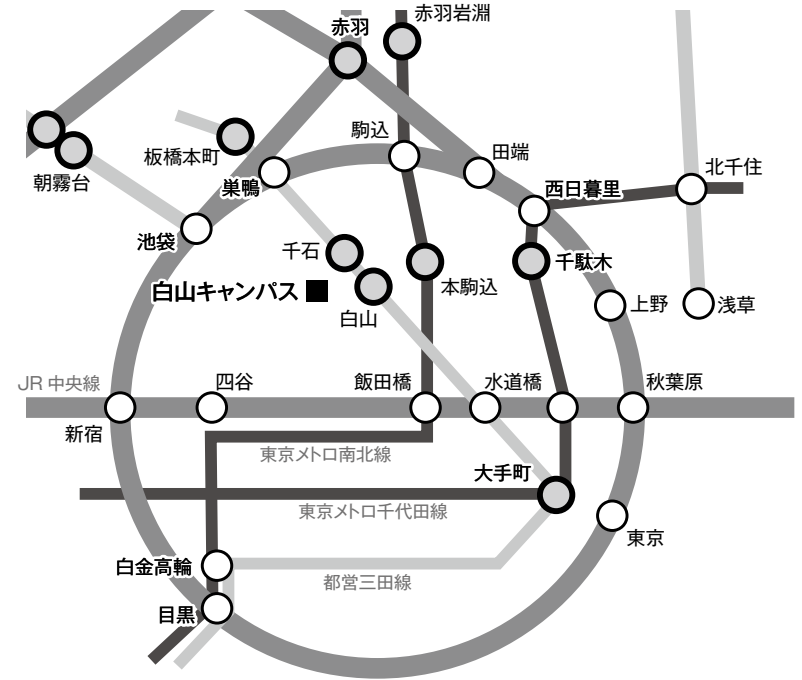 赤羽岩淵
赤羽
駒込
田端
板橋本町
北千住
朝霧台
巣鴨
西日暮里
池袋
千石
千駄木
本駒込
白山キャンパス
上野
浅草
白山
JR 中央線
四谷
飯田橋
水道橋
秋葉原
新宿
東京メトロ南北線
大手町
東京メトロ千代田線
東京
白金高輪
都営三田線
目黒